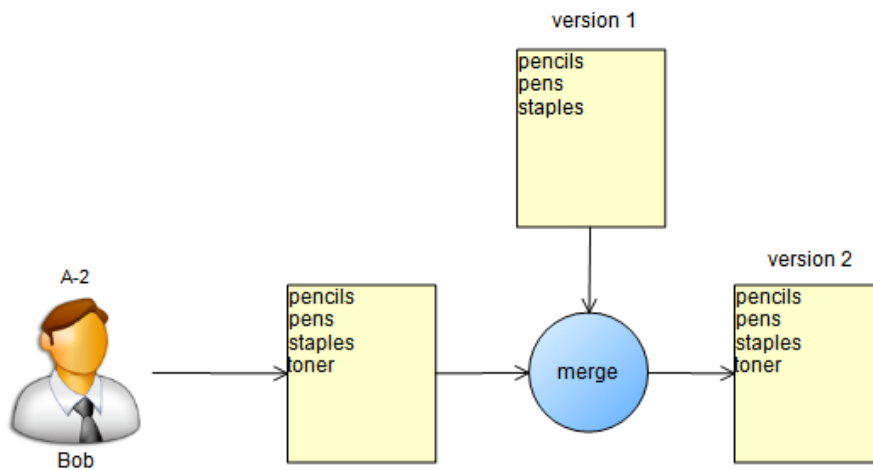 version 1
pencils
pens
staples
version 2
A-2
pencils
pens
staples
toner
merge
pencils
pens
staples
toner
Bob